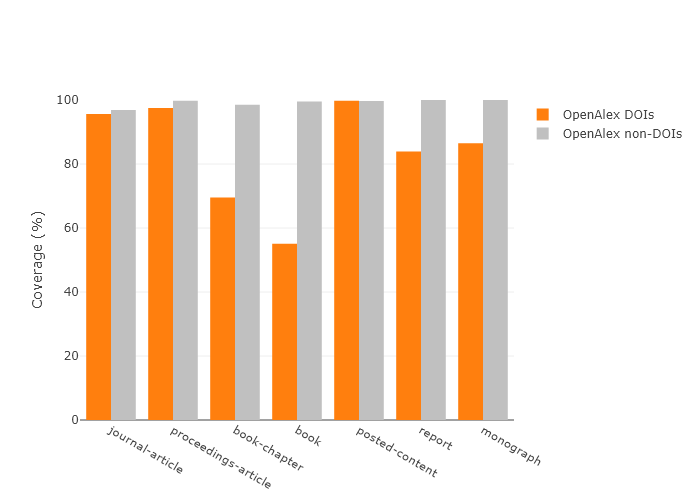 100
80
60
40
20
0
Coverage (%)
journal-article
proceedings-article
book-chapter
book
posted-content
report
monograph
OpenAlex DOIs
OpenAlex non-DOIs